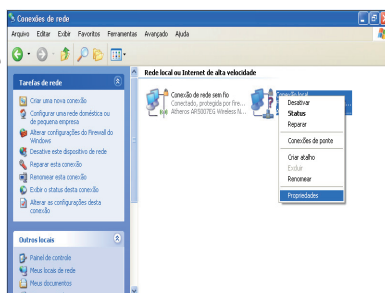 Conexões de rede
Arquivo Editar Exibir Favoritos Ferramentas Avançado Ajuda
Tarefas de rede
Criar uma nova conexão
Configurar uma rede doméstica ou
de pequena empresa
Alterar configurações do Firewall do
Windows
Desative este dispositivo de rede
Reparar esta conexão
Renomear esta conexão
Exibir o status desta conexão
Alterar as configurações desta
conexão
Outros locais
Painel de controle
Meus locais de rede
Meus documentos
Rede local ou Internet de alta velocidade
Conexão de rede sem fio
Conectado, protegida por fire...
Atheros AR5007EG Wireless N...
Conexão local
Desativar
Status
Reparar
Conexões de ponte
Criar atalho
Excluir
Renomear
Propriedades